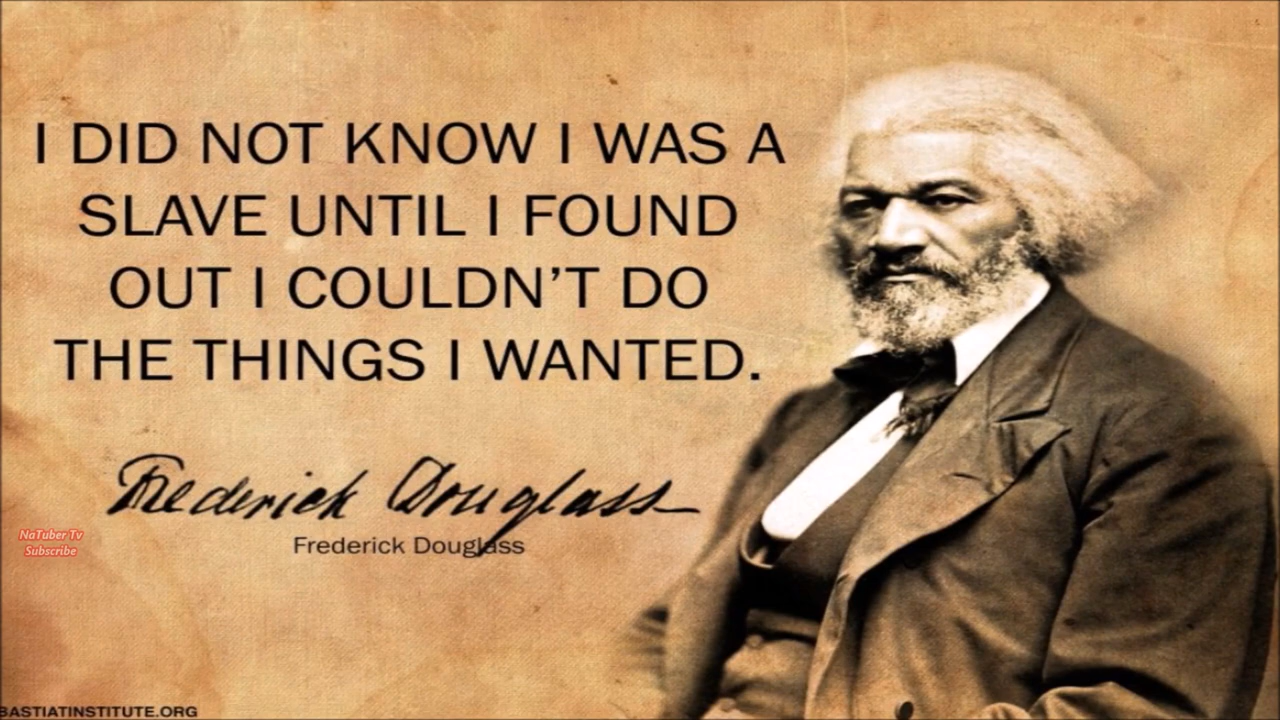 I DID NOT KNOW I WAS A
SLAVE UNTIL I FOUND
OUT I COULDN'T DO
THE THINGS I WANTED.
Frederick Douglass
Frederick Douglass
NaTuber Tv
Subscribe
BASTIATINSTITUTE.ORG